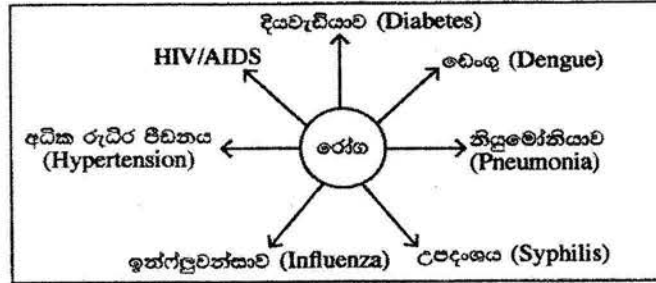 දියවැඩියාව (Diabetes)
HIV/AIDS
ඩෙංගු (Dengue)
අධික රුධිර පීඩනය
(Hypertension)
රෝග
නියුමෝනියාව
(Pneumonia)
ඉන්ෆ්ලුවන්සාව (Influenza)
උපදංශය (Syphilis)